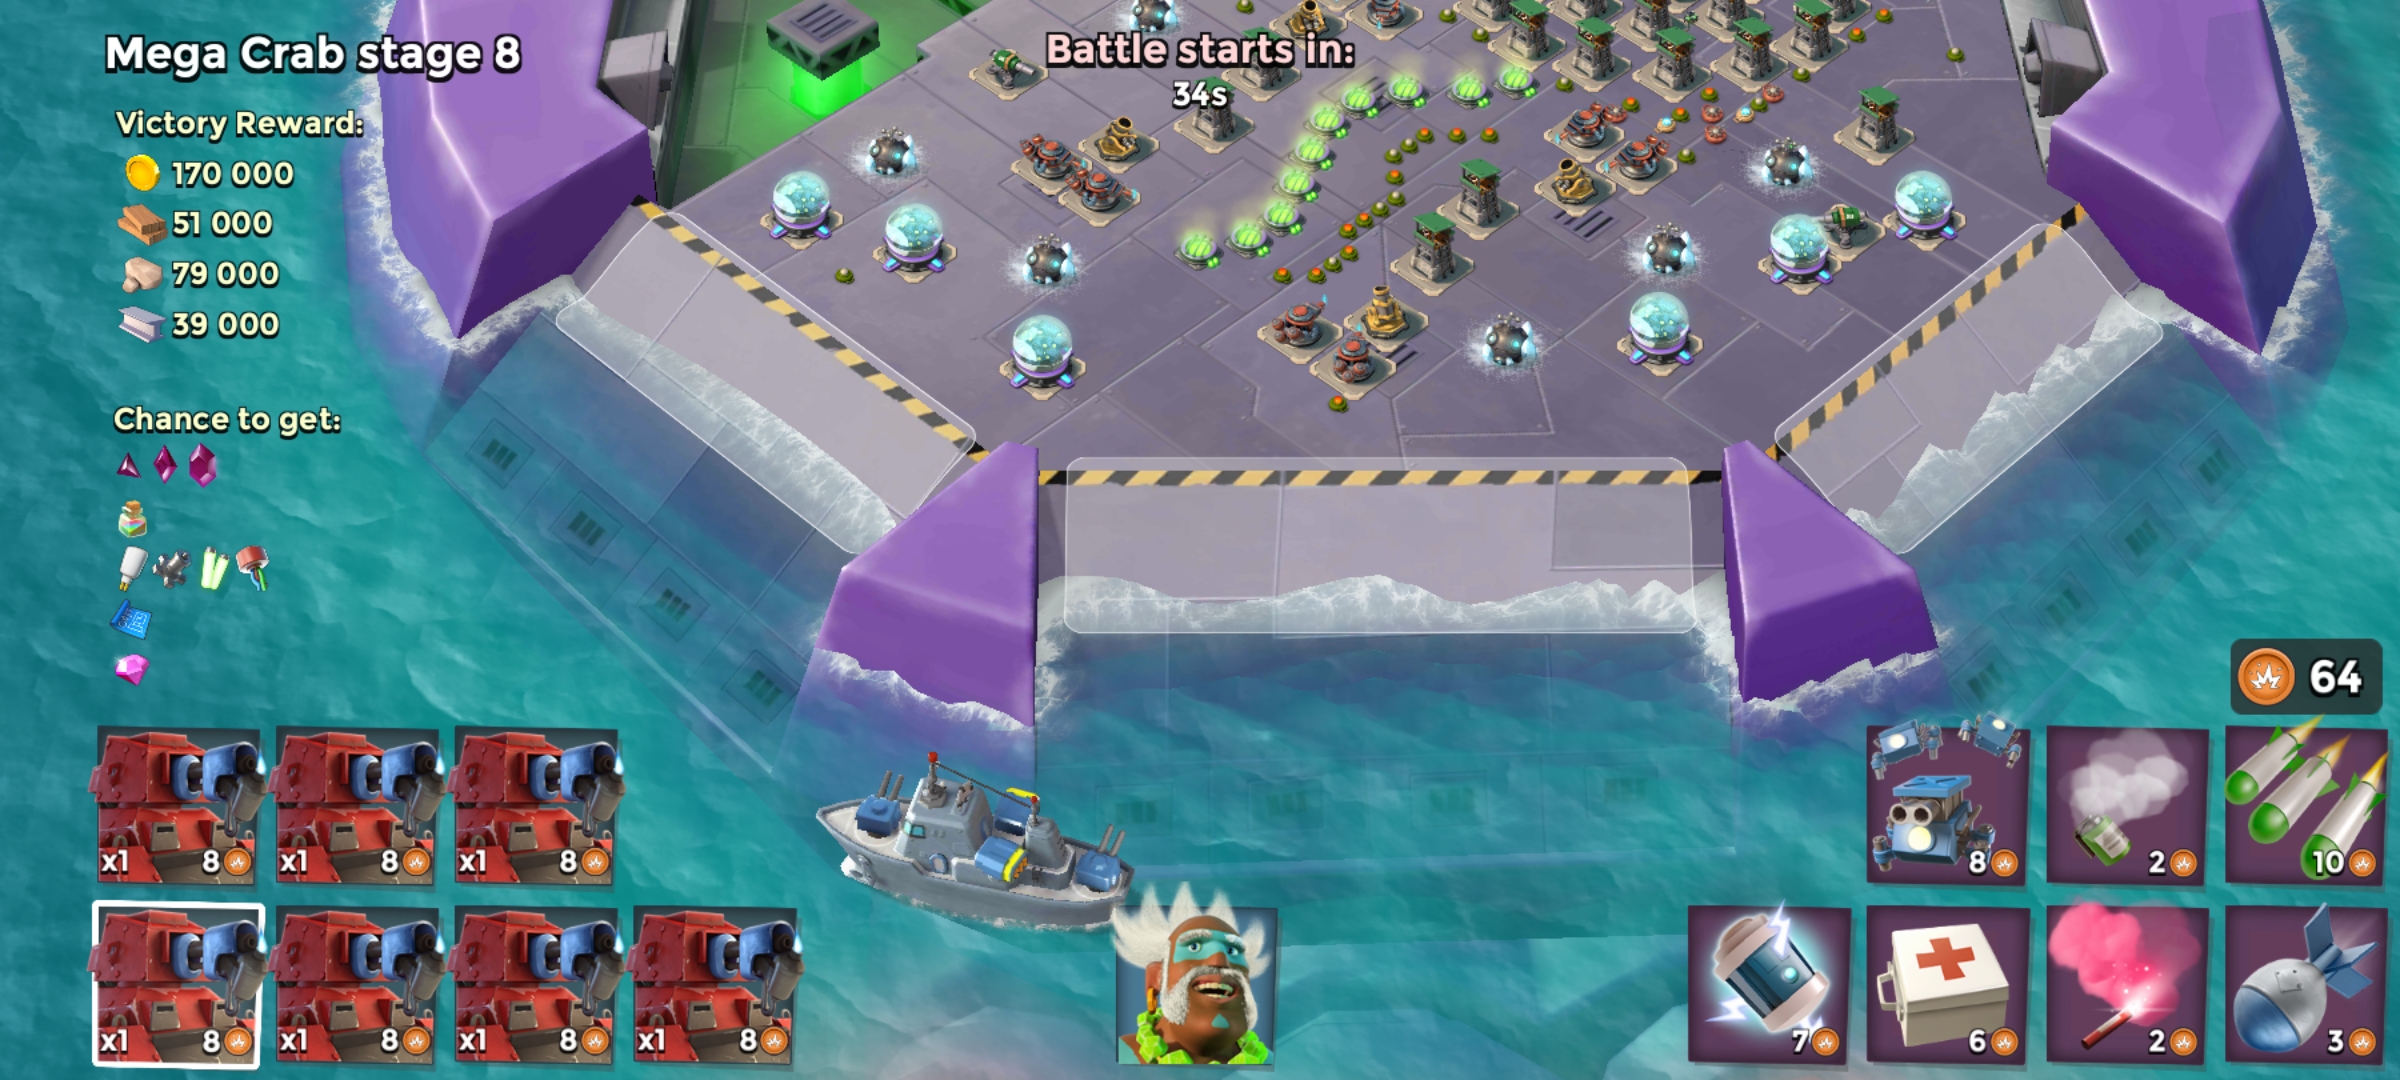 Mega Crab stage 8
Battle starts in:
34s
Victory Reward:
170 000
51 000
79 000
39 000
Chance to get:
64
x1 8
x1 8
x1 8
8
2
10
x1 8
x1 8
x1 8
x1 8
7
6
2
3